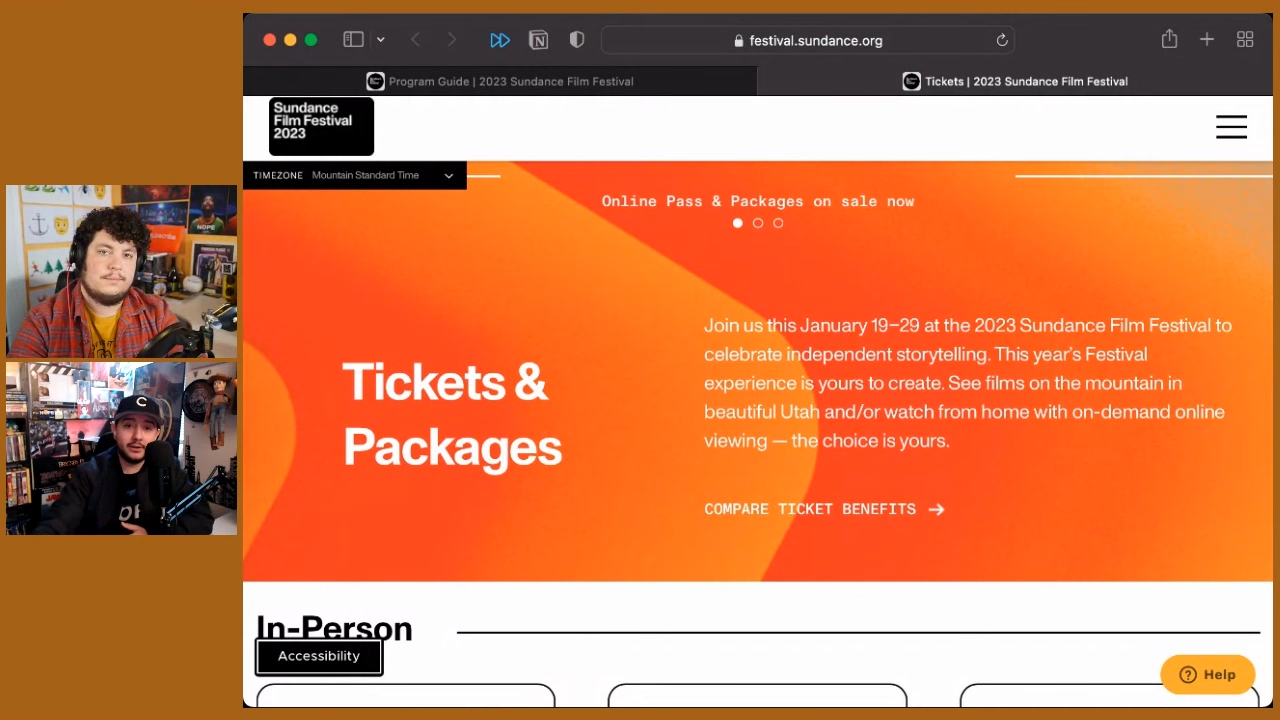 festival.sundance.org
Program Guide | 2023 Sundance Film Festival
Tickets | 2023 Sundance Film Festival
Sundance
Film Festival
2023
TIMEZONE Mountain Standard Time
Online Pass & Packages on sale now
Tickets &
Packages
Join us this January 19–29 at the 2023 Sundance Film Festival to
celebrate independent storytelling. This year's Festival
experience is yours to create. See films on the mountain in
beautiful Utah and/or watch from home with on-demand online
viewing — the choice is yours.
COMPARE TICKET BENEFITS →
In-Person
Accessibility
Help
NOPE
C